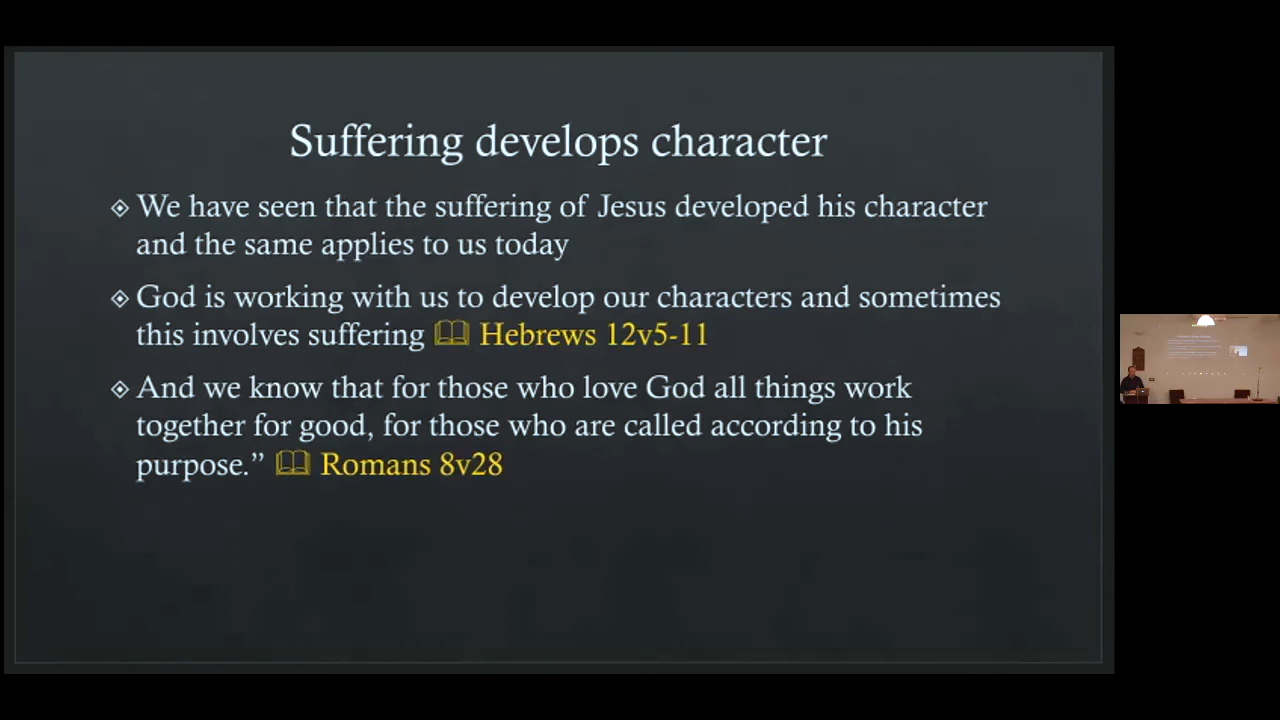 Suffering develops character
We have seen that the suffering of Jesus developed his character
and the same applies to us today
God is working with us to develop our characters and sometimes
this involves suffering Hebrews 12v5-11
And we know that for those who love God all things work
together for good, for those who are called according to his
purpose.” Romans 8v28